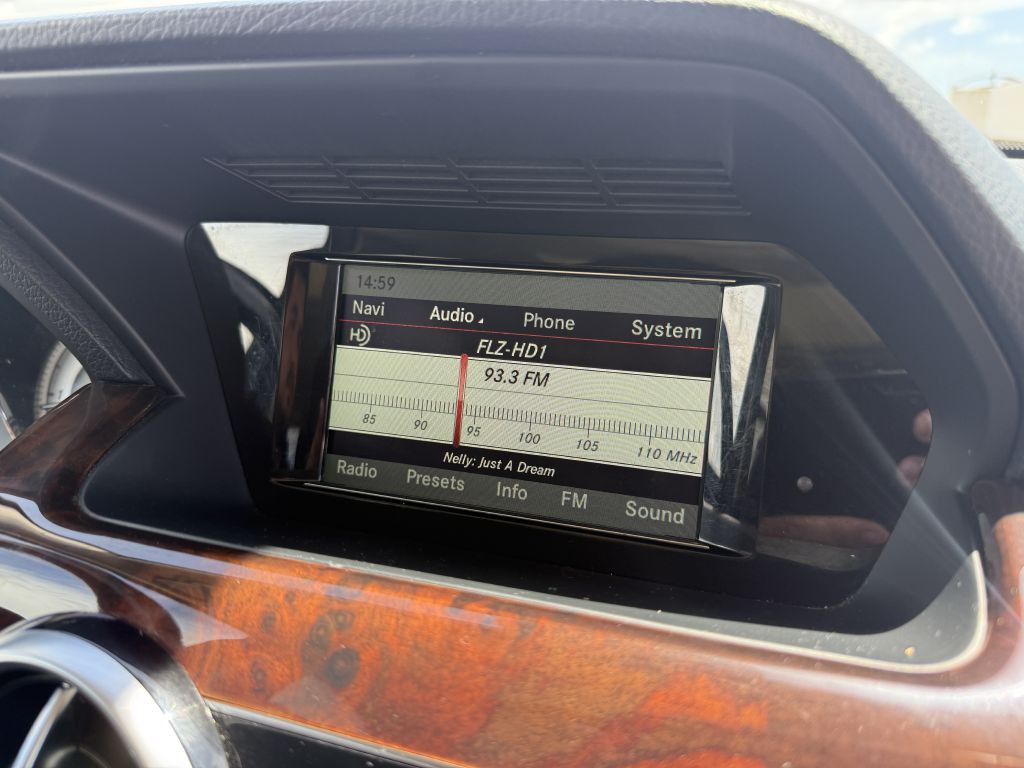 14:59
Navi Audio Phone System
HD FLZ-HD1
93.3 FM
85 90 95 100 105 110 MHz
Nelly: Just A Dream
Radio Presets Info FM Sound